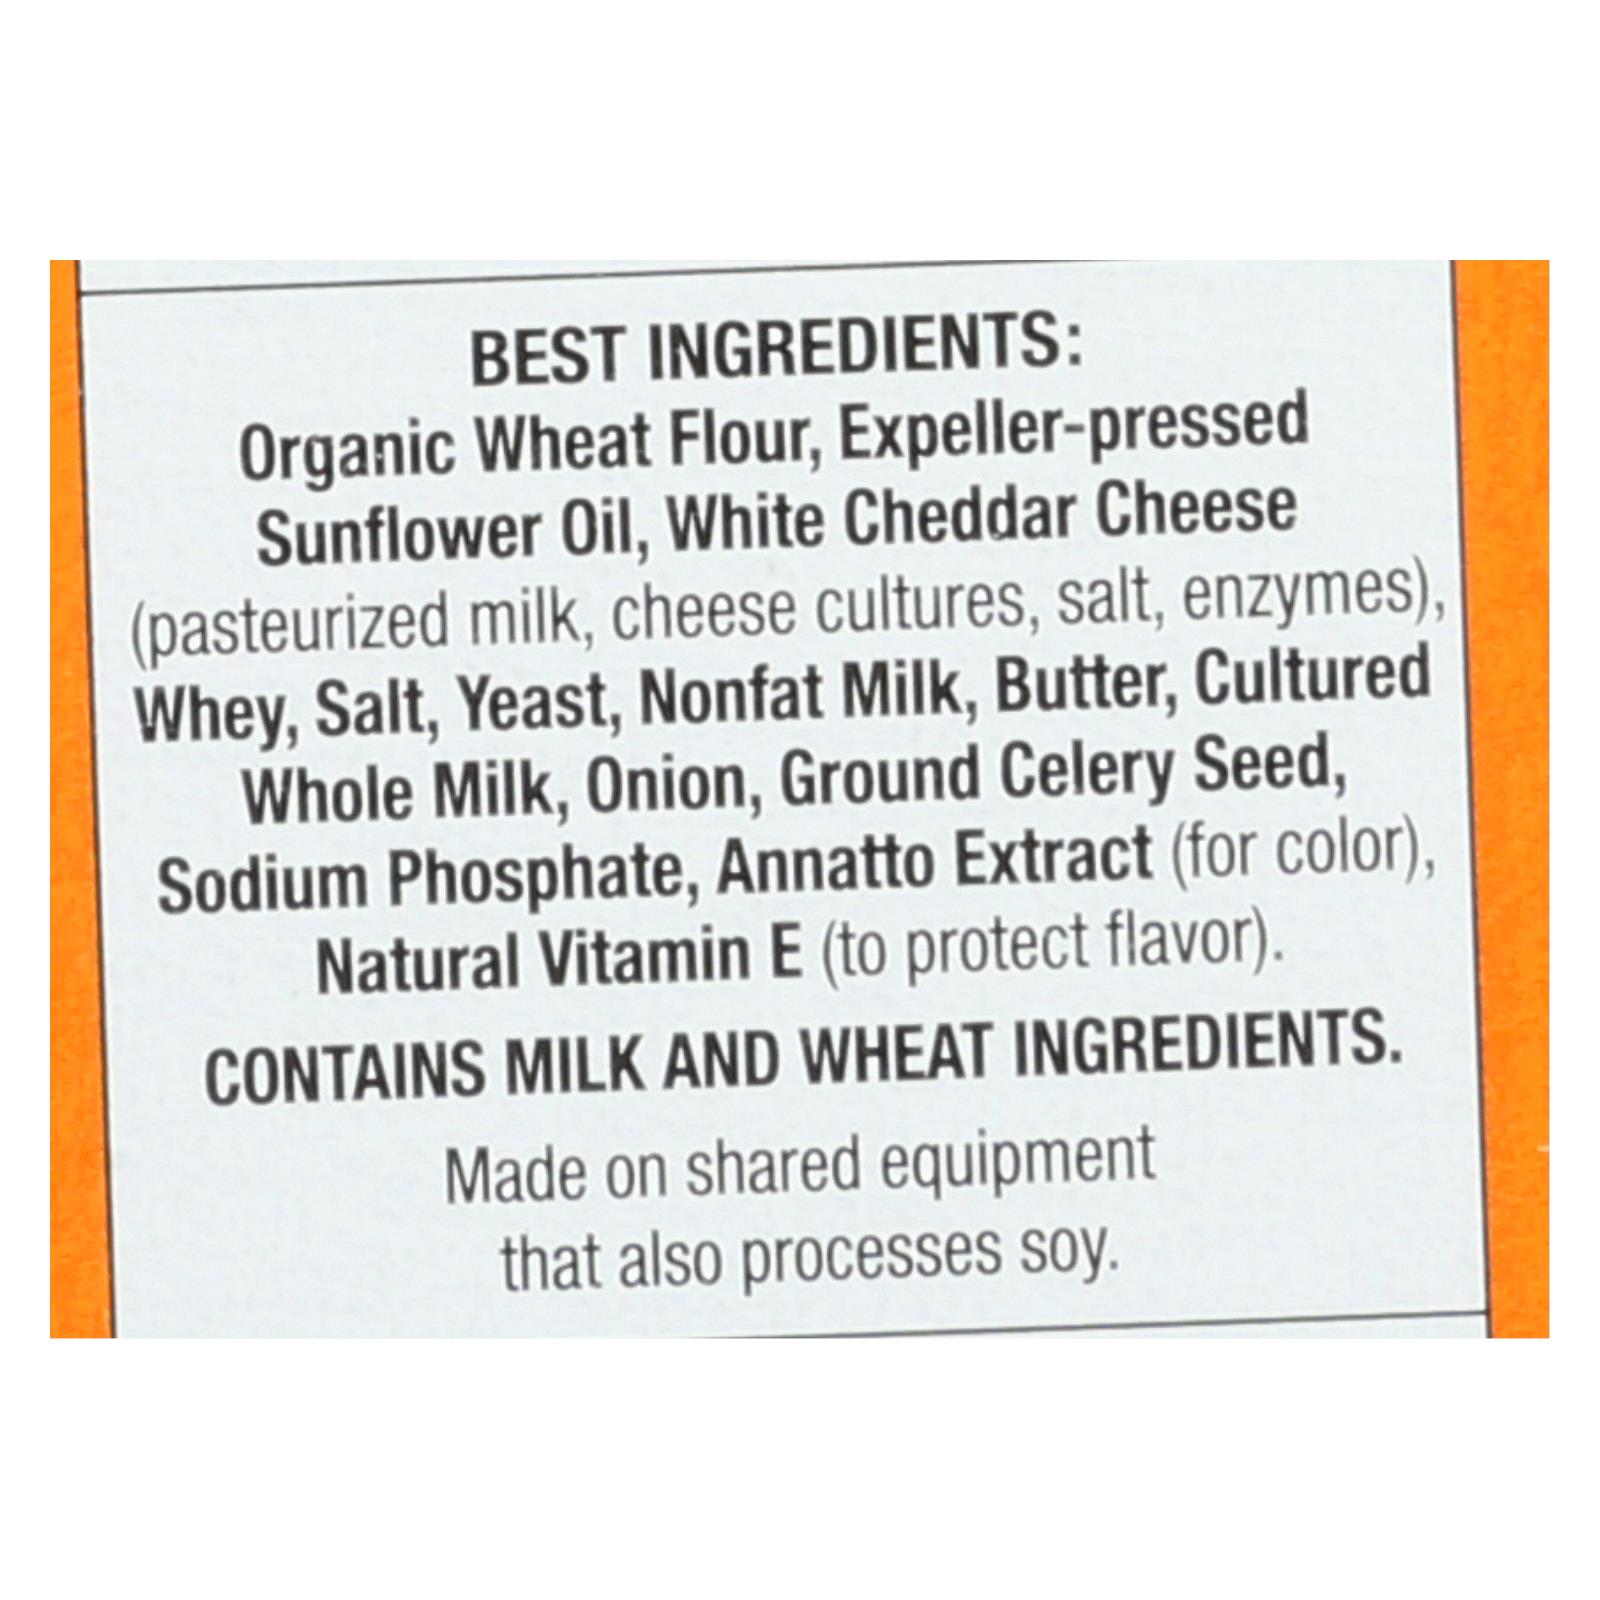 BEST INGREDIENTS:
Organic Wheat Flour, Expeller-pressed
Sunflower Oil, White Cheddar Cheese
(pasteurized milk, cheese cultures, salt, enzymes),
Whey, Salt, Yeast, Nonfat Milk, Butter, Cultured
Whole Milk, Onion, Ground Celery Seed,
Sodium Phosphate, Annatto Extract (for color),
Natural Vitamin E (to protect flavor).
CONTAINS MILK AND WHEAT INGREDIENTS.
Made on shared equipment
that also processes soy.